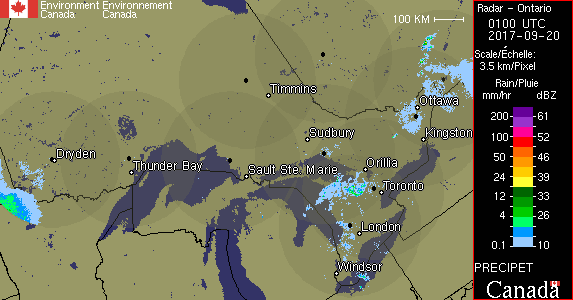 Environment Environnement
Canada Canada
100 KM
Timmins
Ottawa
Sudbury
Kingston
Dryden
Thunder Bay
Sault Ste. Marie
Orillia
Toronto
London
Windsor
Radar - Ontario
0100 UTC
2017-09-20
Scale/Échelle:
3.5 km/Pixel
Rain/Pluie
mm/hr dBZ
200 61
100 52
50 46
24 39
12 33
4 26
0.1 10
PRECIPET
Canada